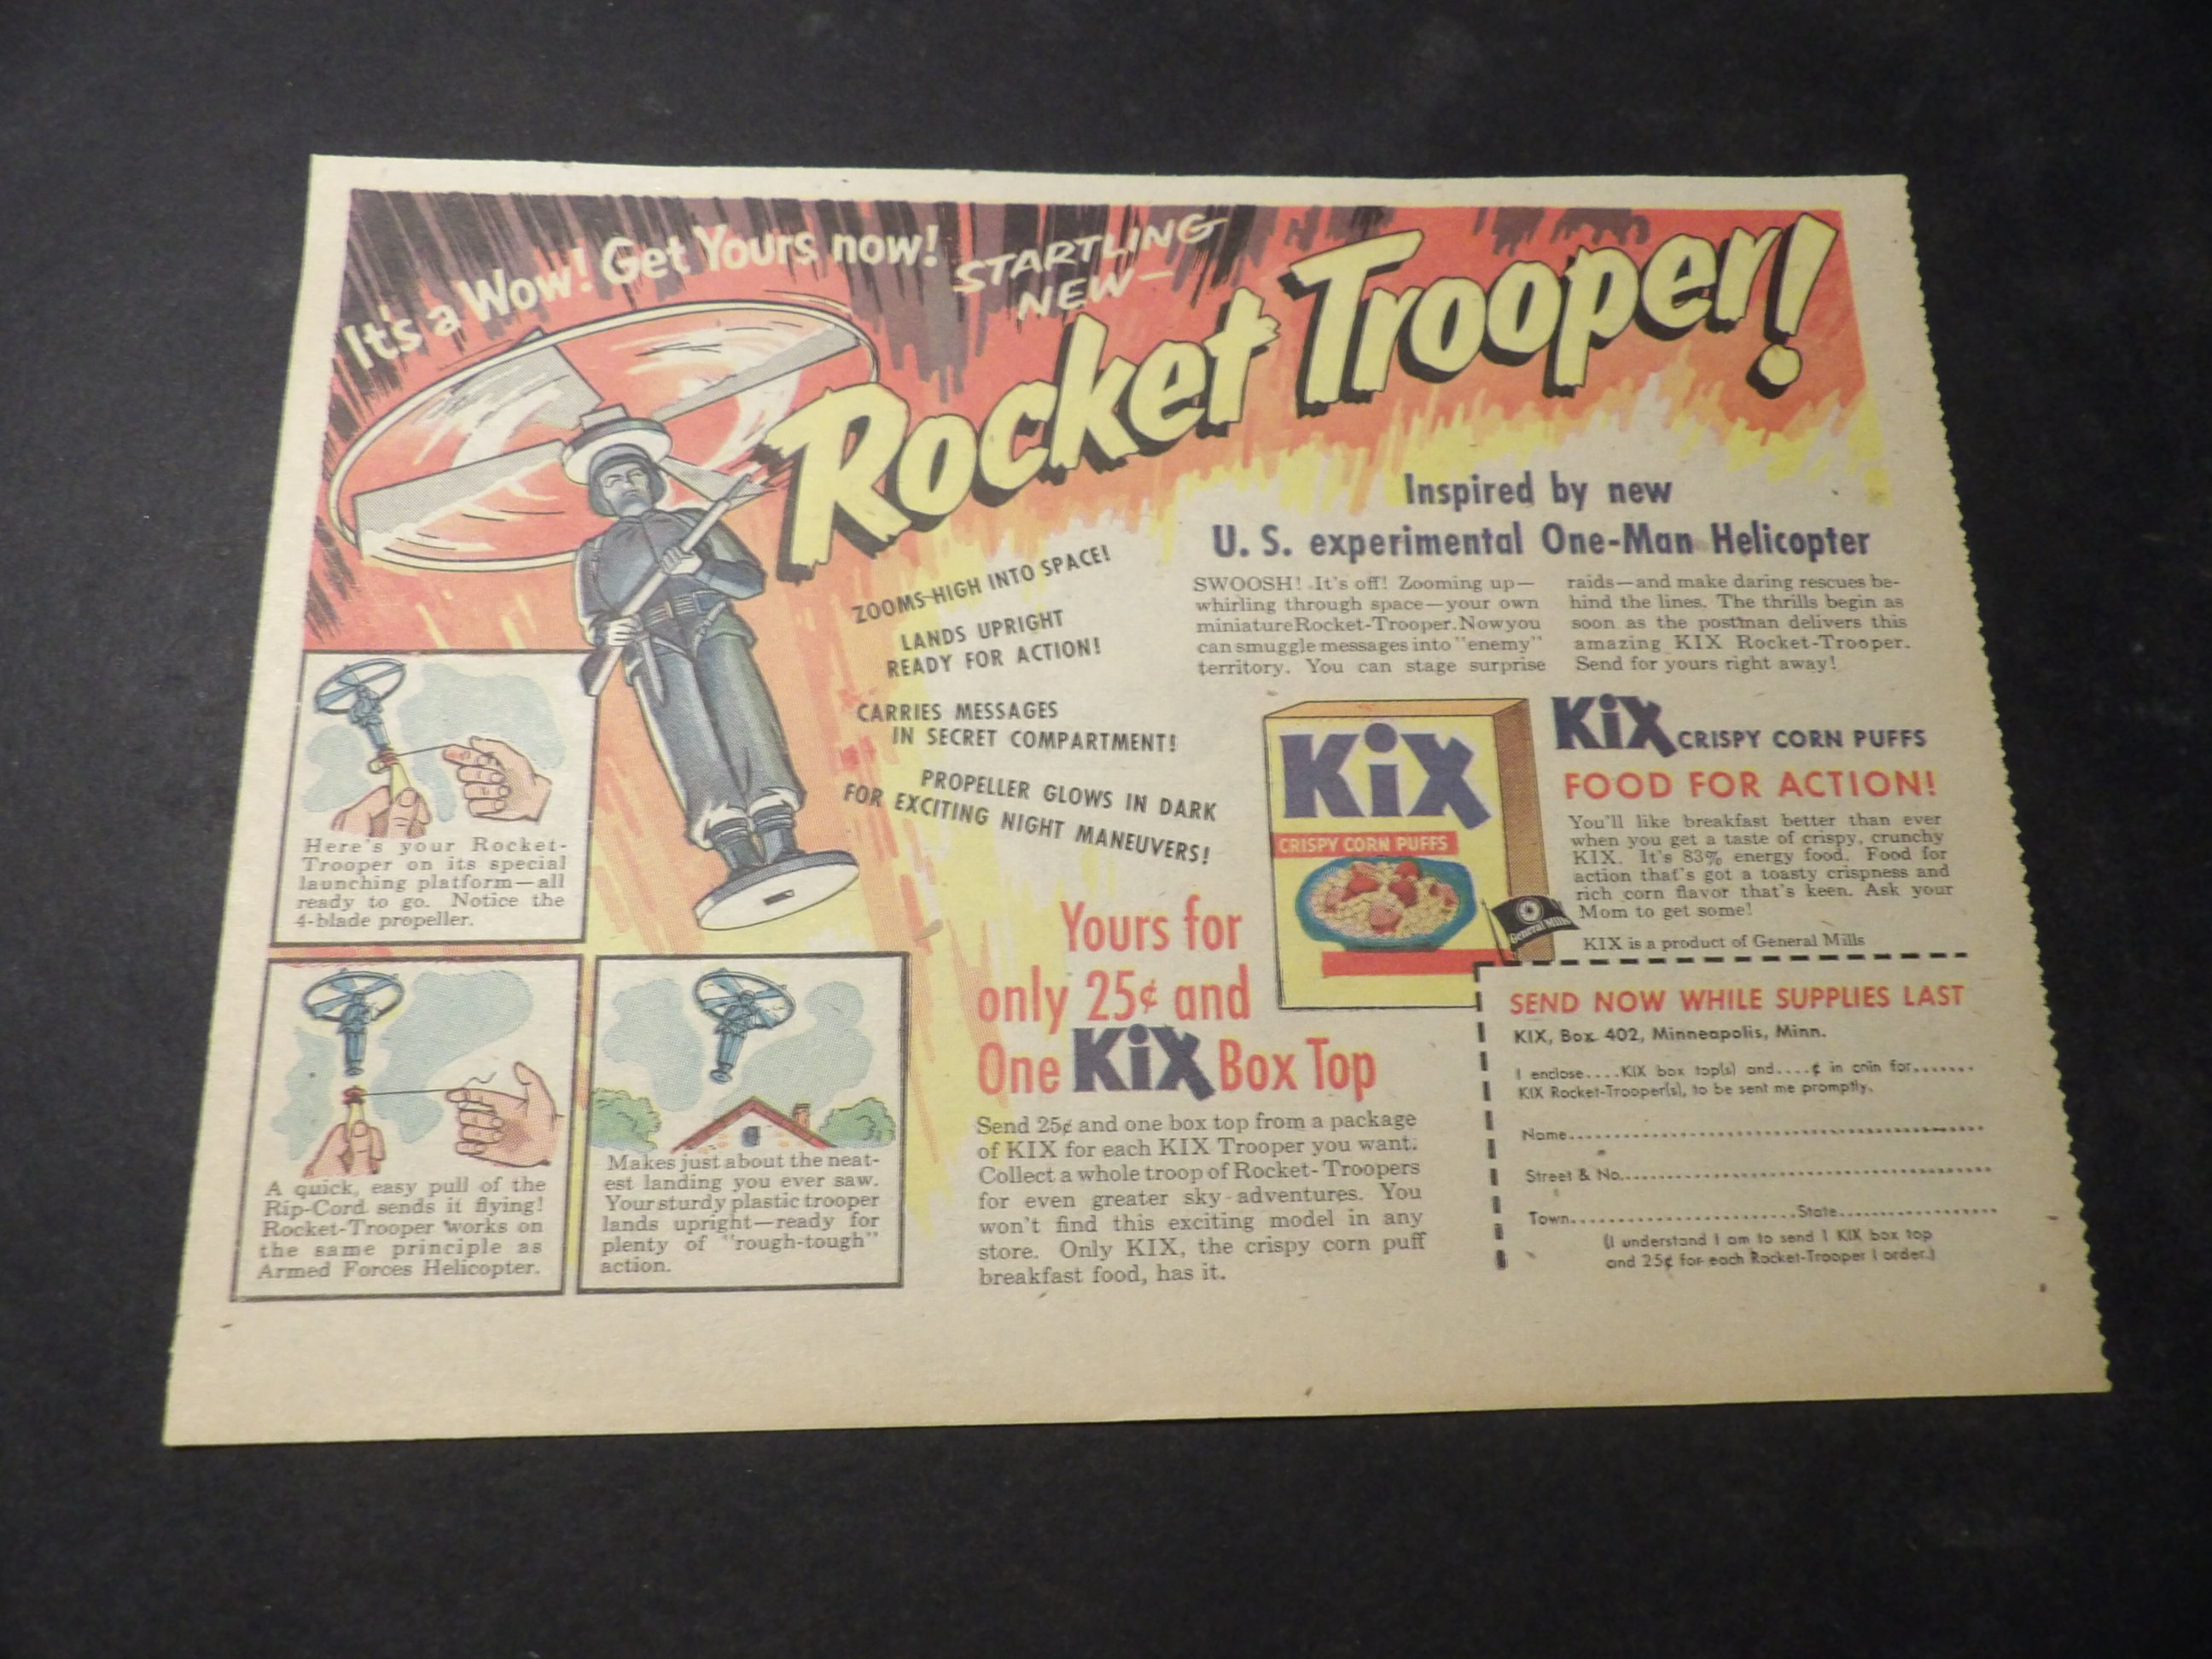 It's a Wow! Get Yours now!
STARTLING
NEW—
Rocket Trooper!
Inspired by new
U. S. experimental One-Man Helicopter
SWOOSH! It's off! Zooming up—
whirling through space—your own
miniature Rocket-Trooper. Now you
can smuggle messages into "enemy"
territory. You can stage surprise
raids—and make daring rescues be-
hind the lines. The thrills begin as
soon as the postman delivers this
amazing KIX Rocket-Trooper.
Send for yours right away!
ZOOMS HIGH INTO SPACE!
LANDS UPRIGHT
READY FOR ACTION!
CARRIES MESSAGES
IN SECRET COMPARTMENT!
PROPELLER GLOWS IN DARK
FOR EXCITING NIGHT MANEUVERS!
Here's your Rocket-
Trooper on its special
launching platform—all
ready to go. Notice the
4-blade propeller.
A quick, easy pull of the
Rip-Cord sends it flying!
Rocket-Trooper works on
the same principle as
Armed Forces Helicopter.
Makes just about the neat-
est landing you ever saw.
Your sturdy plastic trooper
lands upright—ready for
plenty of "rough-tough"
action.
Yours for
only 25¢ and
One KiX Box Top
Send 25¢ and one box top from a package
of KIX for each KIX Trooper you want.
Collect a whole troop of Rocket-Troopers
for even greater sky-adventures. You
won't find this exciting model in any
store. Only KIX, the crispy corn puff
breakfast food, has it.
KiX
CRISPY CORN PUFFS
General Mills
KiX CRISPY CORN PUFFS
FOOD FOR ACTION!
You'll like breakfast better than ever
when you get a taste of crispy, crunchy
KIX. It's 83% energy food. Food for
action that's got a toasty crispness and
rich corn flavor that's keen. Ask your
Mom to get some!
KIX is a product of General Mills
SEND NOW WHILE SUPPLIES LAST
KIX, Box 402, Minneapolis, Minn.
I enclose....KIX box top(s) and....¢ in coin for.......
KIX Rocket-Trooper(s), to be sent me promptly.
Name..........................................
Street & No....................................
Town............................State....................
(I understand I am to send 1 KIX box top
and 25¢ for each Rocket-Trooper I order.)